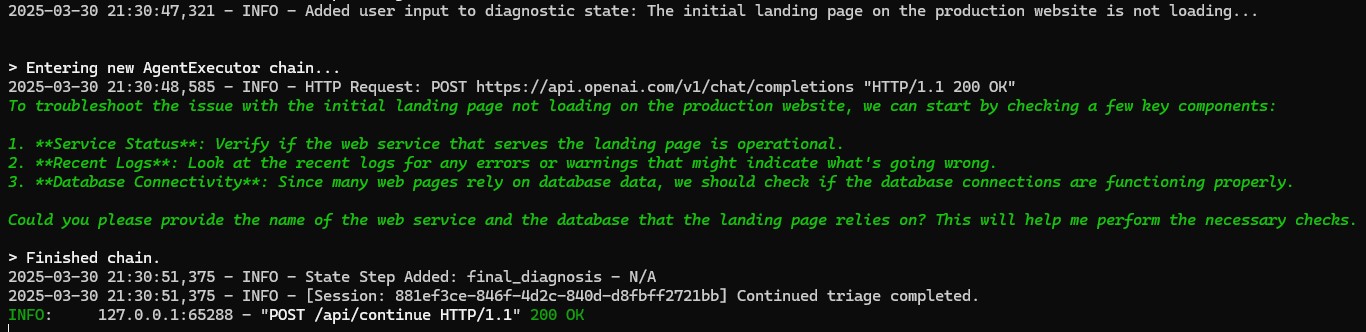 2025-03-30 21:30:47,321 - INFO - Added user input to diagnostic state: The initial landing page on the production website is not loading...
> Entering new AgentExecutor chain...
2025-03-30 21:30:48,585 - INFO - HTTP Request: POST https://api.openai.com/v1/chat/completions "HTTP/1.1 200 OK"
To troubleshoot the issue with the initial landing page not loading on the production website, we can start by checking a few key components:
1. **Service Status**: Verify if the web service that serves the landing page is operational.
2. **Recent Logs**: Look at the recent logs for any errors or warnings that might indicate what's going wrong.
3. **Database Connectivity**: Since many web pages rely on database data, we should check if the database connections are functioning properly.
Could you please provide the name of the web service and the database that the landing page relies on? This will help me perform the necessary checks.
> Finished chain.
2025-03-30 21:30:51,375 - INFO - State Step Added: final_diagnosis - N/A
2025-03-30 21:30:51,375 - INFO - [Session: 881ef3ce-846f-4d2c-840d-d8fbff2721bb] Continued triage completed.
INFO:     127.0.0.1:65288 - "POST /api/continue HTTP/1.1" 200 OK